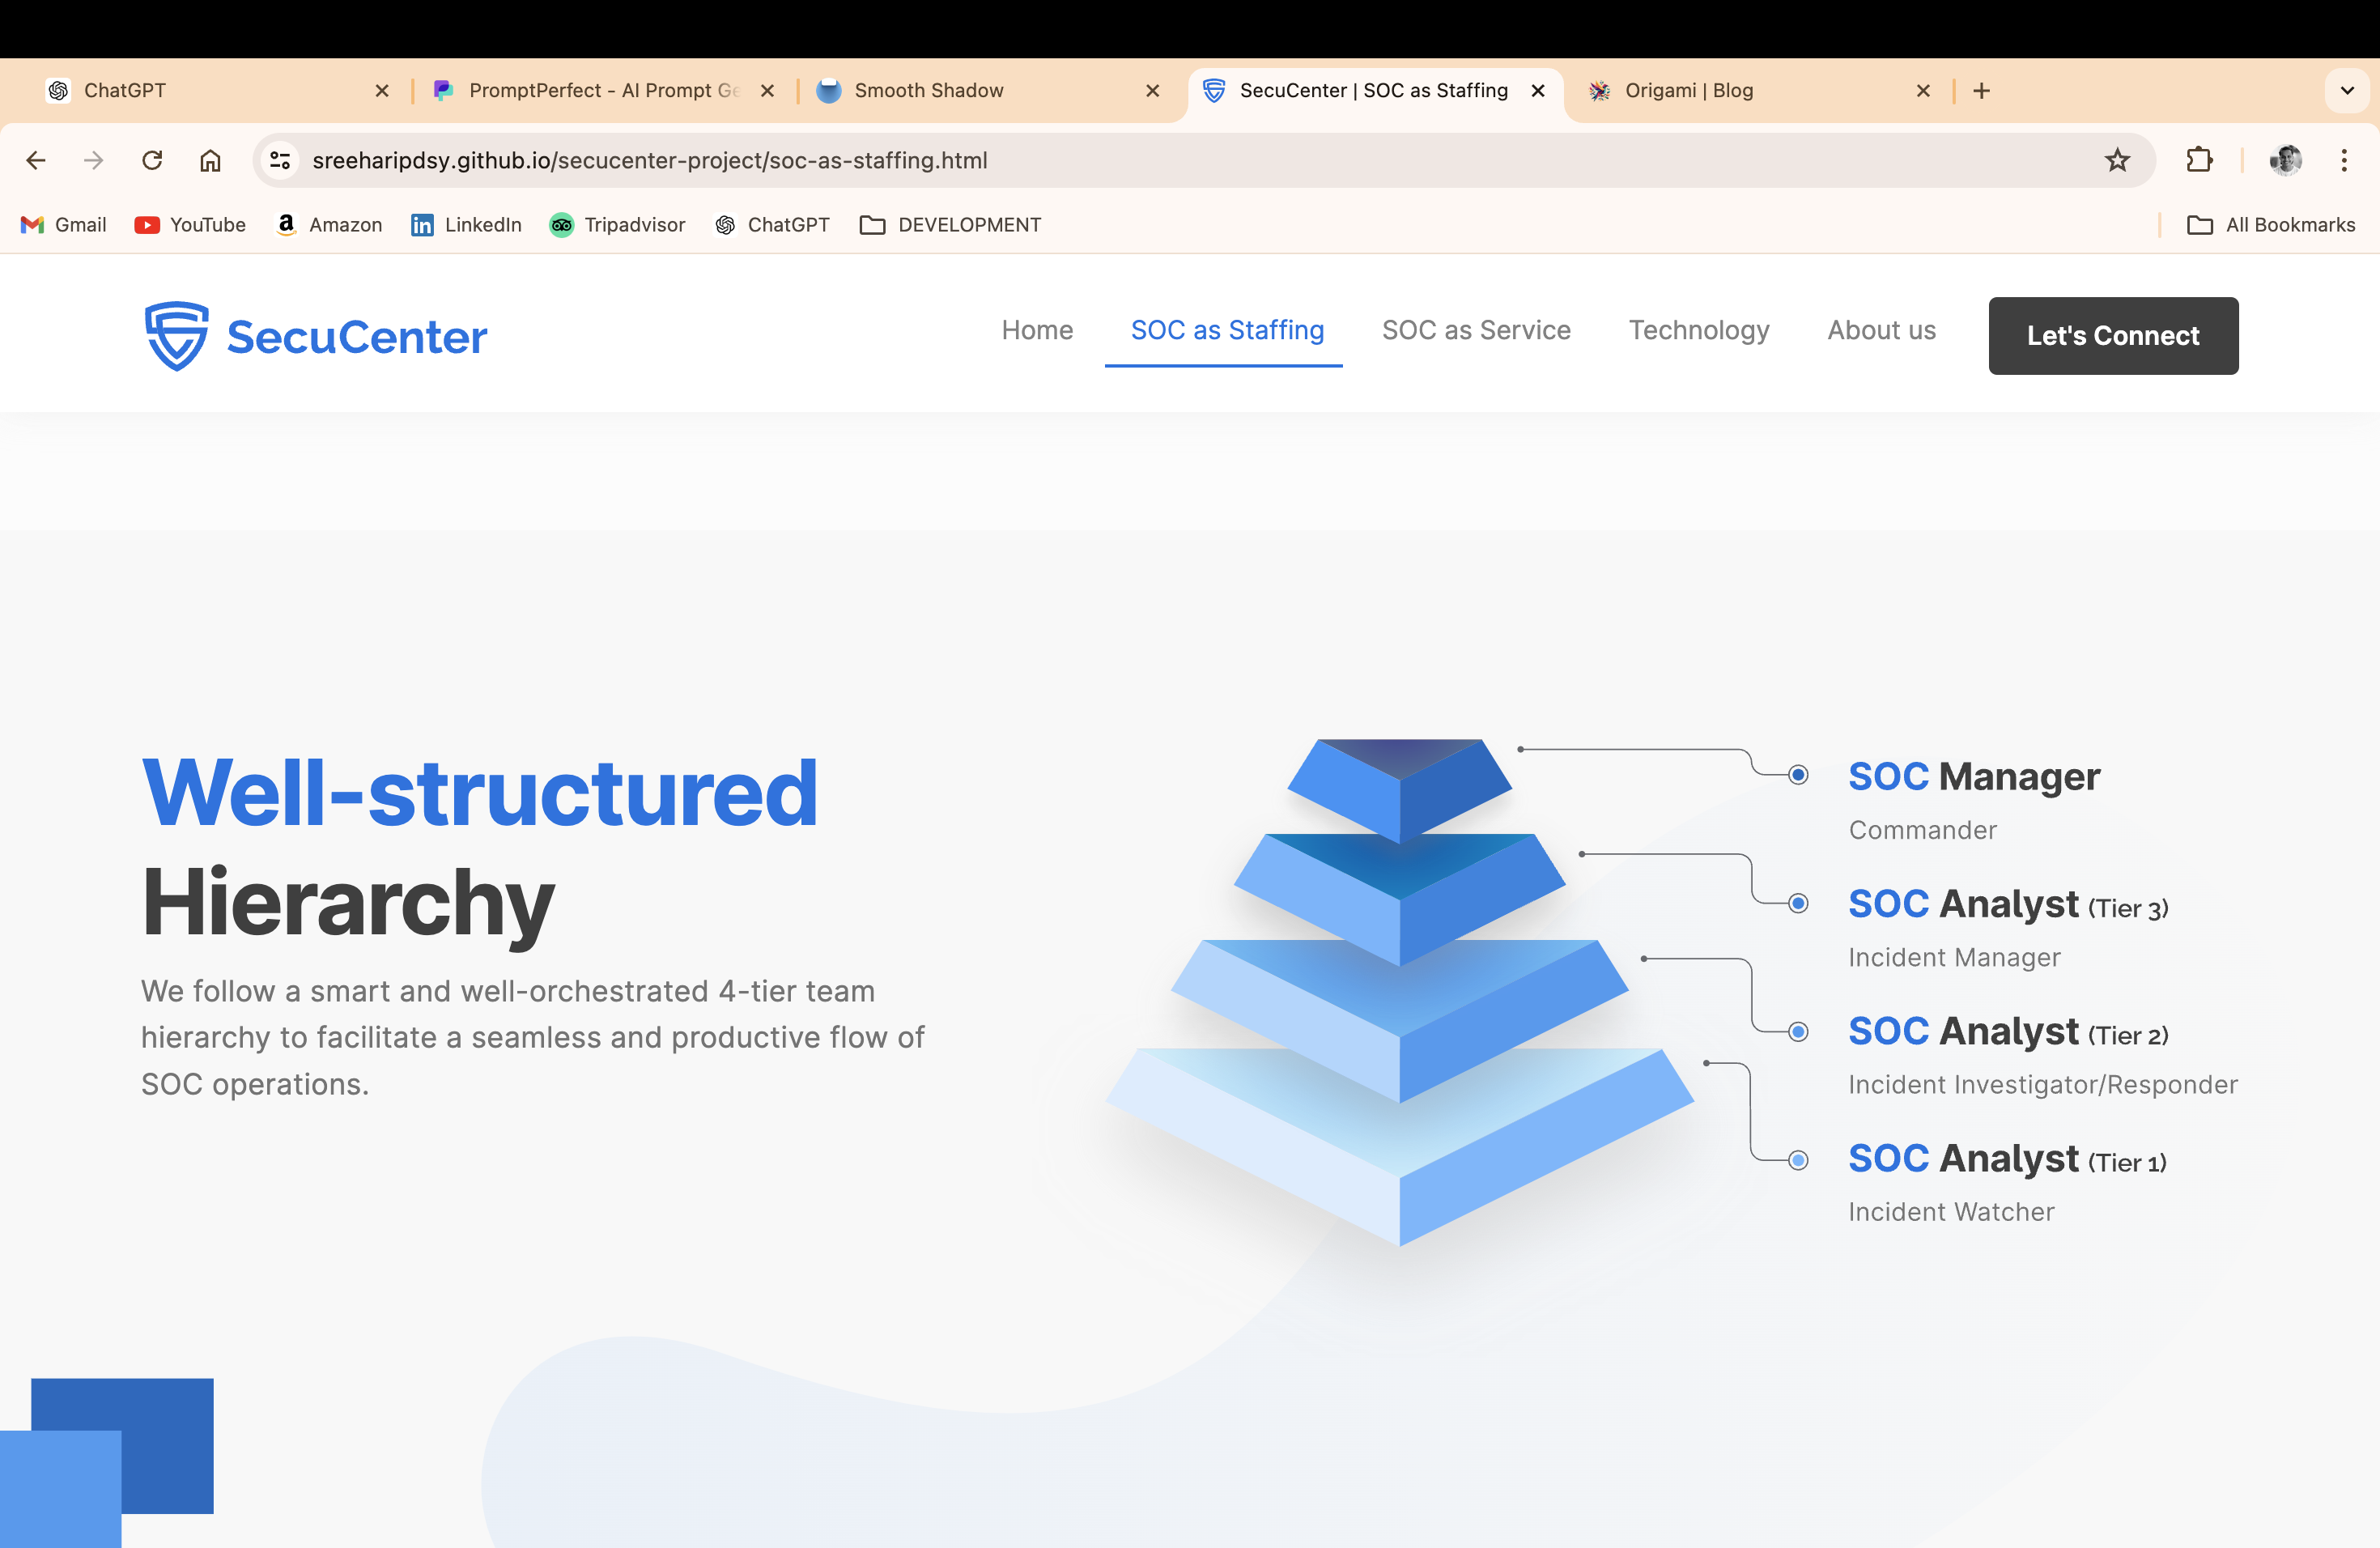 ChatGPT
PromptPerfect - AI Prompt Ge
Smooth Shadow
SecuCenter | SOC as Staffing
Origami | Blog
sreeharipdsy.github.io/secucenter-project/soc-as-staffing.html
Gmail
YouTube
Amazon
LinkedIn
Tripadvisor
ChatGPT
DEVELOPMENT
All Bookmarks
SecuCenter
Home
SOC as Staffing
SOC as Service
Technology
About us
Let's Connect
Well-structured
Hierarchy
We follow a smart and well-orchestrated 4-tier team
hierarchy to facilitate a seamless and productive flow of
SOC operations.
SOC Manager
Commander
SOC Analyst (Tier 3)
Incident Manager
SOC Analyst (Tier 2)
Incident Investigator/Responder
SOC Analyst (Tier 1)
Incident Watcher